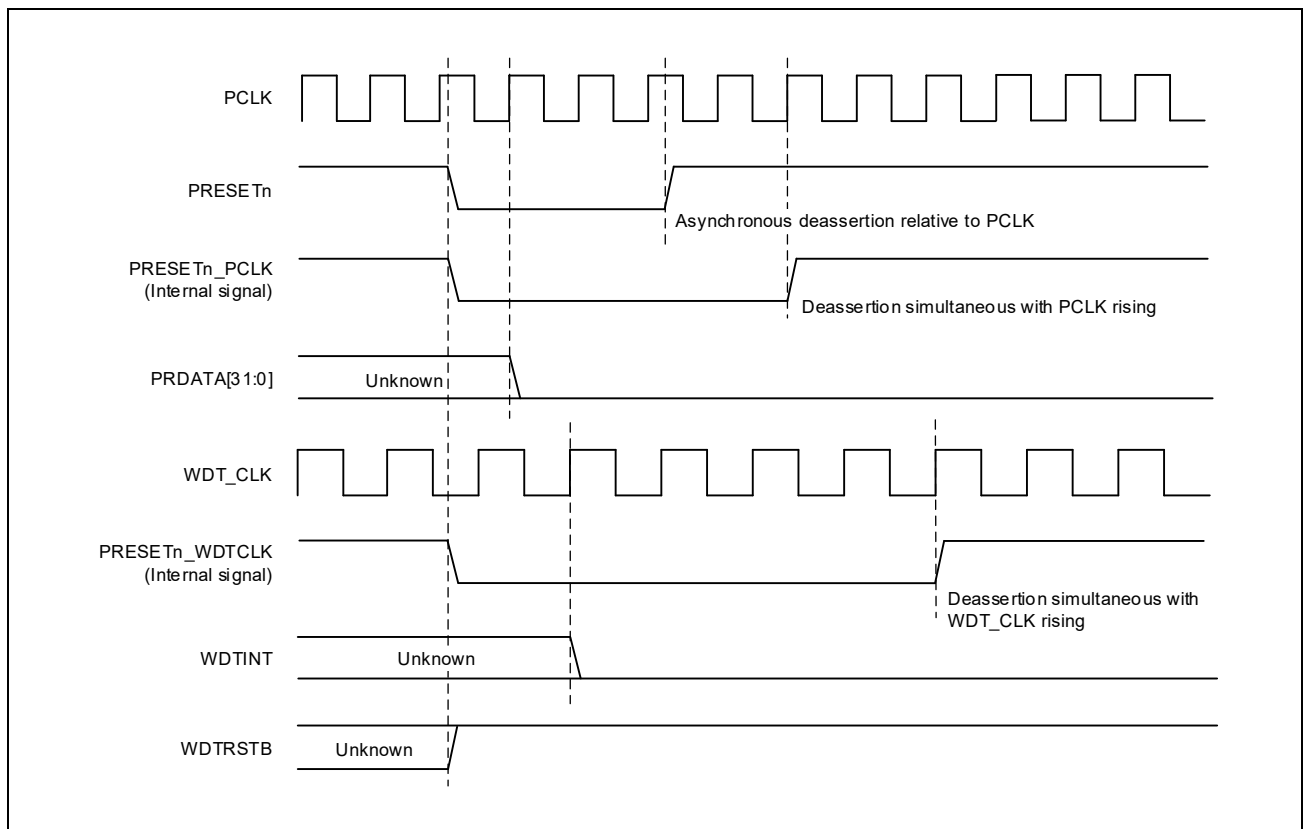 PCLK
PRESETn
Asynchronous deassertion relative to PCLK
PRESETn_PCLK
(Internal signal)
Deassertion simultaneous with PCLK rising
PRDATA[31:0]
Unknown
WDT_CLK
PRESETn_WDTCLK
(Internal signal)
Deassertion simultaneous with
WDT_CLK rising
WDTINT
Unknown
WDTRSTB
Unknown